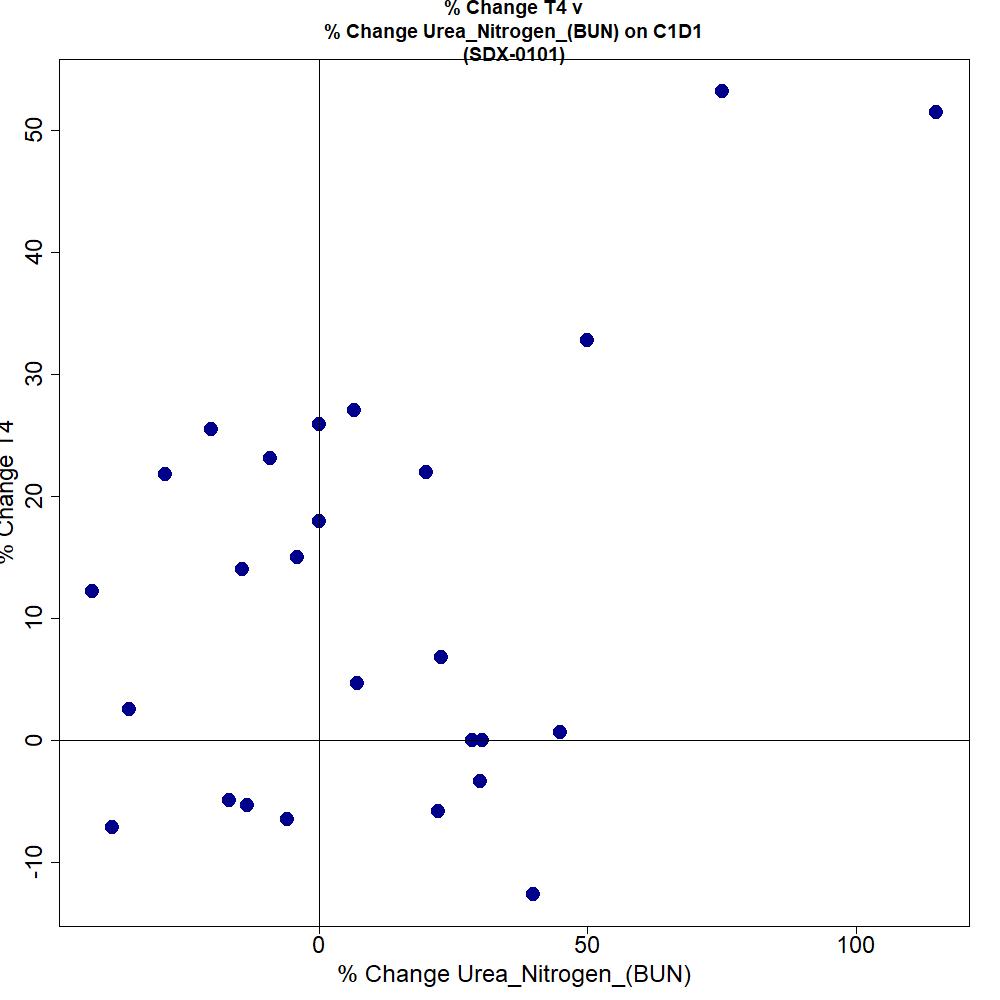 % Change T4 v
% Change Urea_Nitrogen_(BUN) on C1D1
(SDX-0101)
50
40
30
20
10
0
-10
% Change T4
0
50
100
% Change Urea_Nitrogen_(BUN)